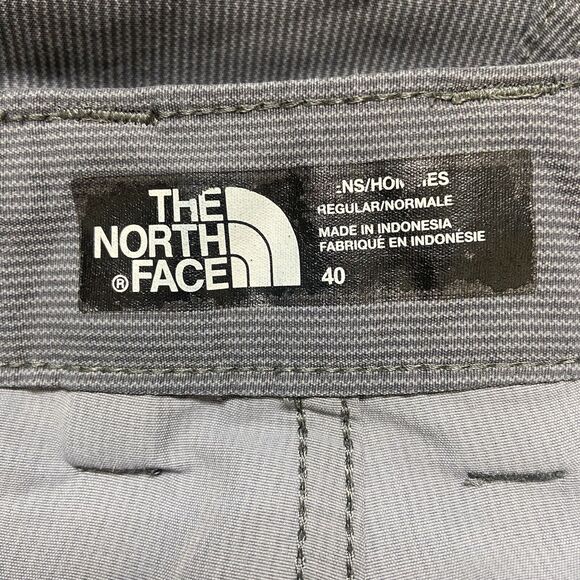 THE
NORTH
® FACE
REGULAR/NORMALE
MADE IN INDONESIA
FABRIQUÉ EN INDONÉSIE
40